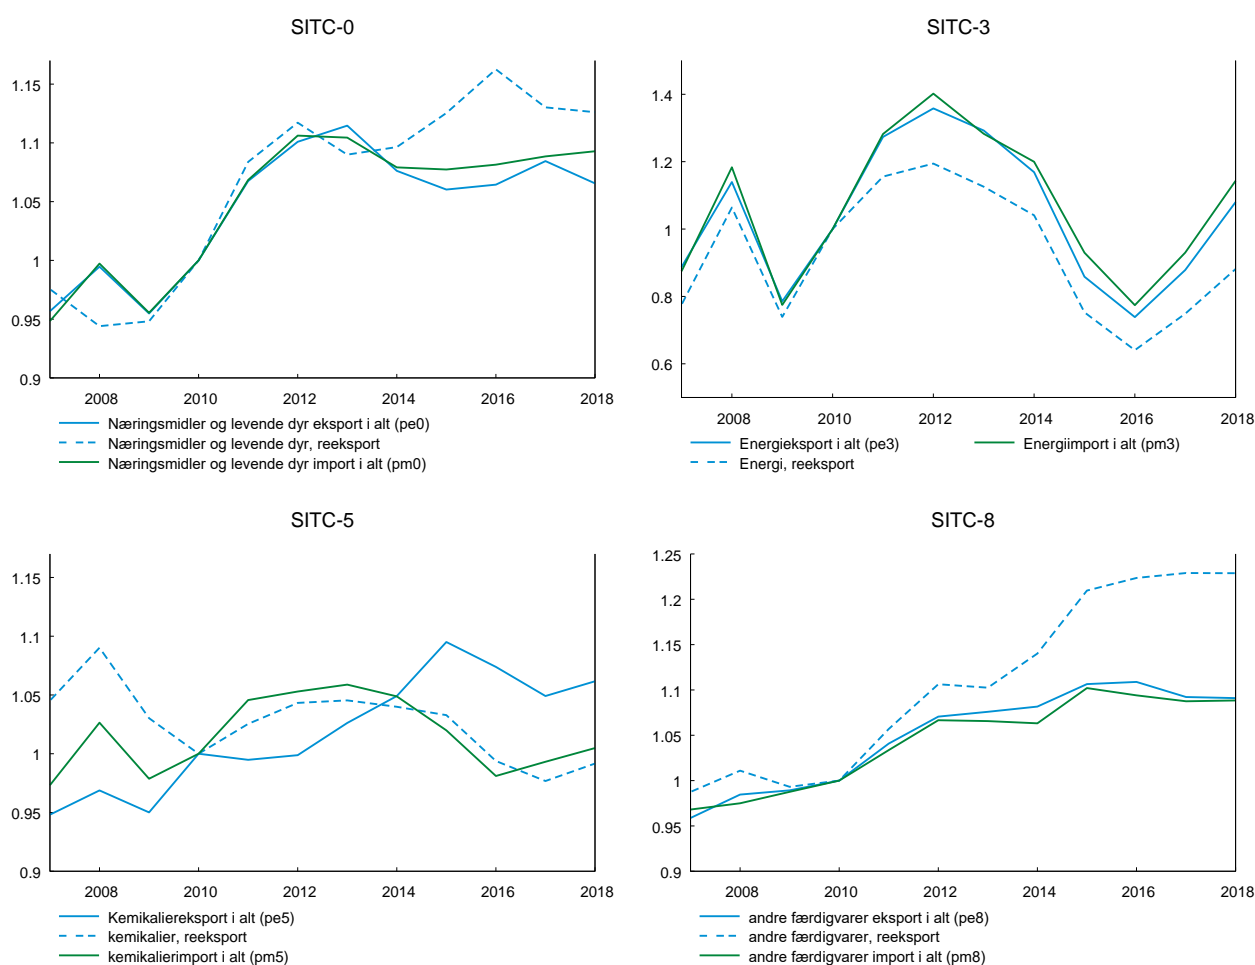 SITC-0
1.15
1.1
1.05
1
0.95
0.9
2008 2010 2012 2014 2016 2018
Næringsmidler og levende dyr eksport i alt (pe0)
Næringsmidler og levende dyr, reeksport
Næringsmidler og levende dyr import i alt (pm0)
SITC-3
1.4
1.2
1
0.8
0.6
2008 2010 2012 2014 2016 2018
Energieksport i alt (pe3) Energiimport i alt (pm3)
Energi, reeksport
SITC-5
1.15
1.1
1.05
1
0.95
0.9
2008 2010 2012 2014 2016 2018
Kemikaliereksport i alt (pe5)
kemikalier, reeksport
kemikalierimport i alt (pm5)
SITC-8
1.25
1.2
1.15
1.10
1.05
1
0.95
0.9
2008 2010 2012 2014 2016 2018
andre færdigvarer eksport i alt (pe8)
andre færdigvarer, reeksport
andre færdigvarer import i alt (pm8)